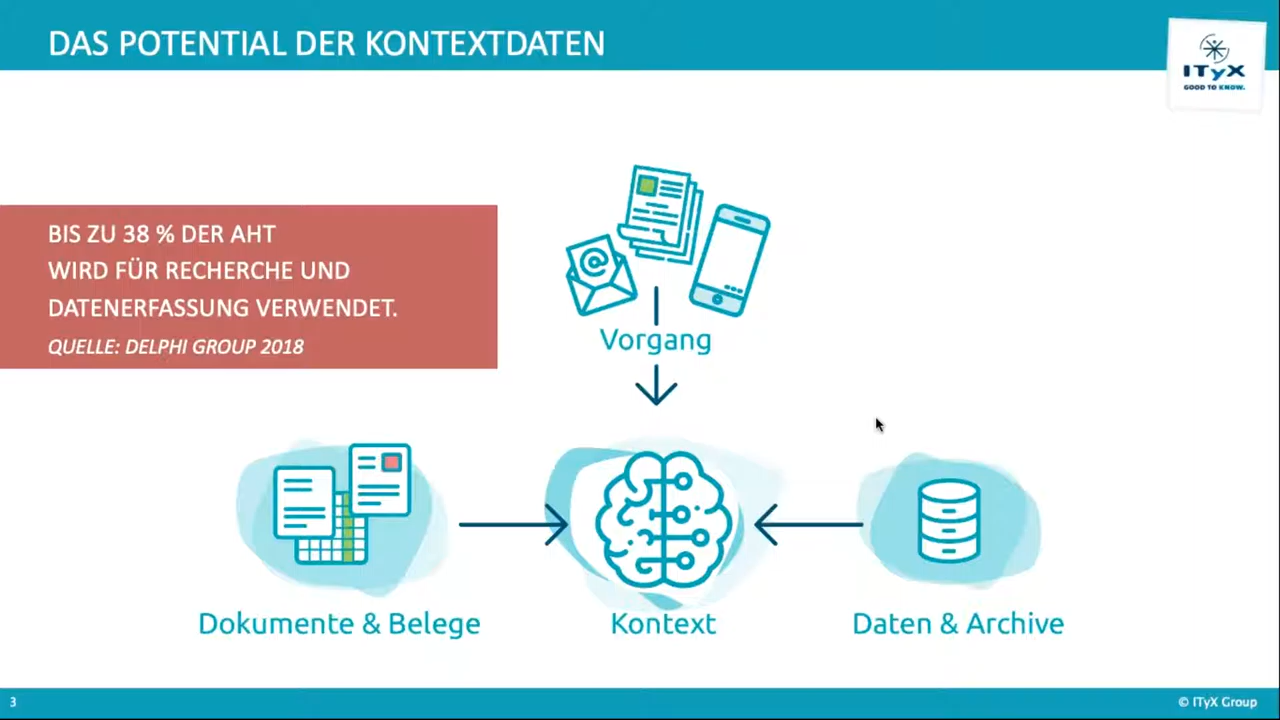 DAS POTENTIAL DER KONTEXTDATEN
ITyX
GOOD TO KNOW.
BIS ZU 38 % DER AHT
WIRD FÜR RECHERCHE UND
DATENERFASSUNG VERWENDET.
QUELLE: DELPHI GROUP 2018
@
Vorgang
Dokumente & Belege
Kontext
Daten & Archive
3
© ITyX Group